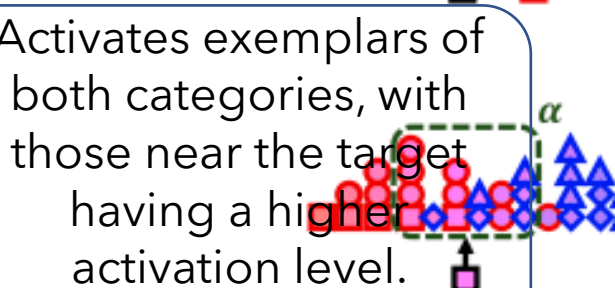 Activates exemplars of
both categories, with
those near the target
having a higher
activation level.
α